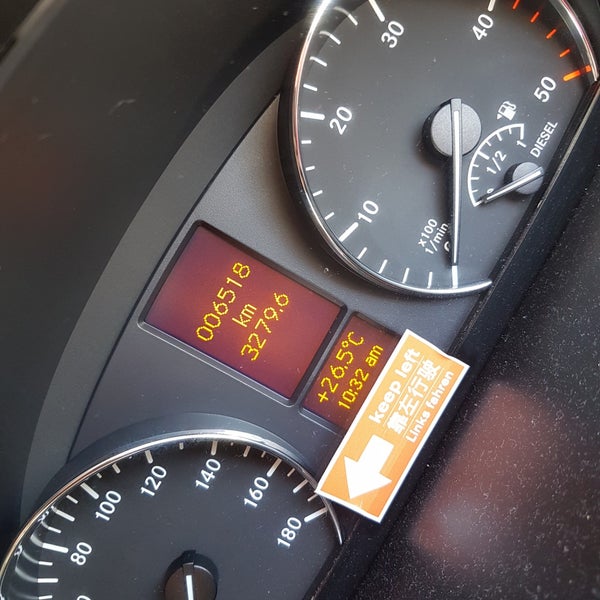 30
40
50
20
10
x100
1/min
0
1/2
1
DIESEL
006518
km
3279.6
+26.5°C
10:32 am
keep left
靠左行驶
Links fahren
80
100
120
140
160
180